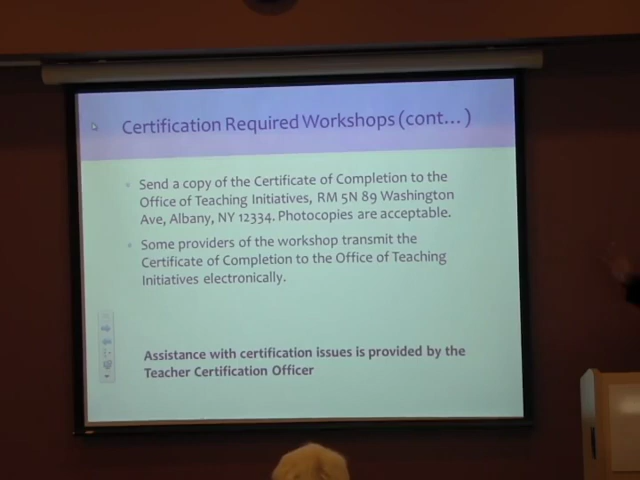 Certification Required Workshops (cont...)
Send a copy of the Certificate of Completion to the
Office of Teaching Initiatives, RM 5N 89 Washington
Ave, Albany, NY 12334. Photocopies are acceptable.
Some providers of the workshop transmit the
Certificate of Completion to the Office of Teaching
Initiatives electronically.
Assistance with certification issues is provided by the
Teacher Certification Officer